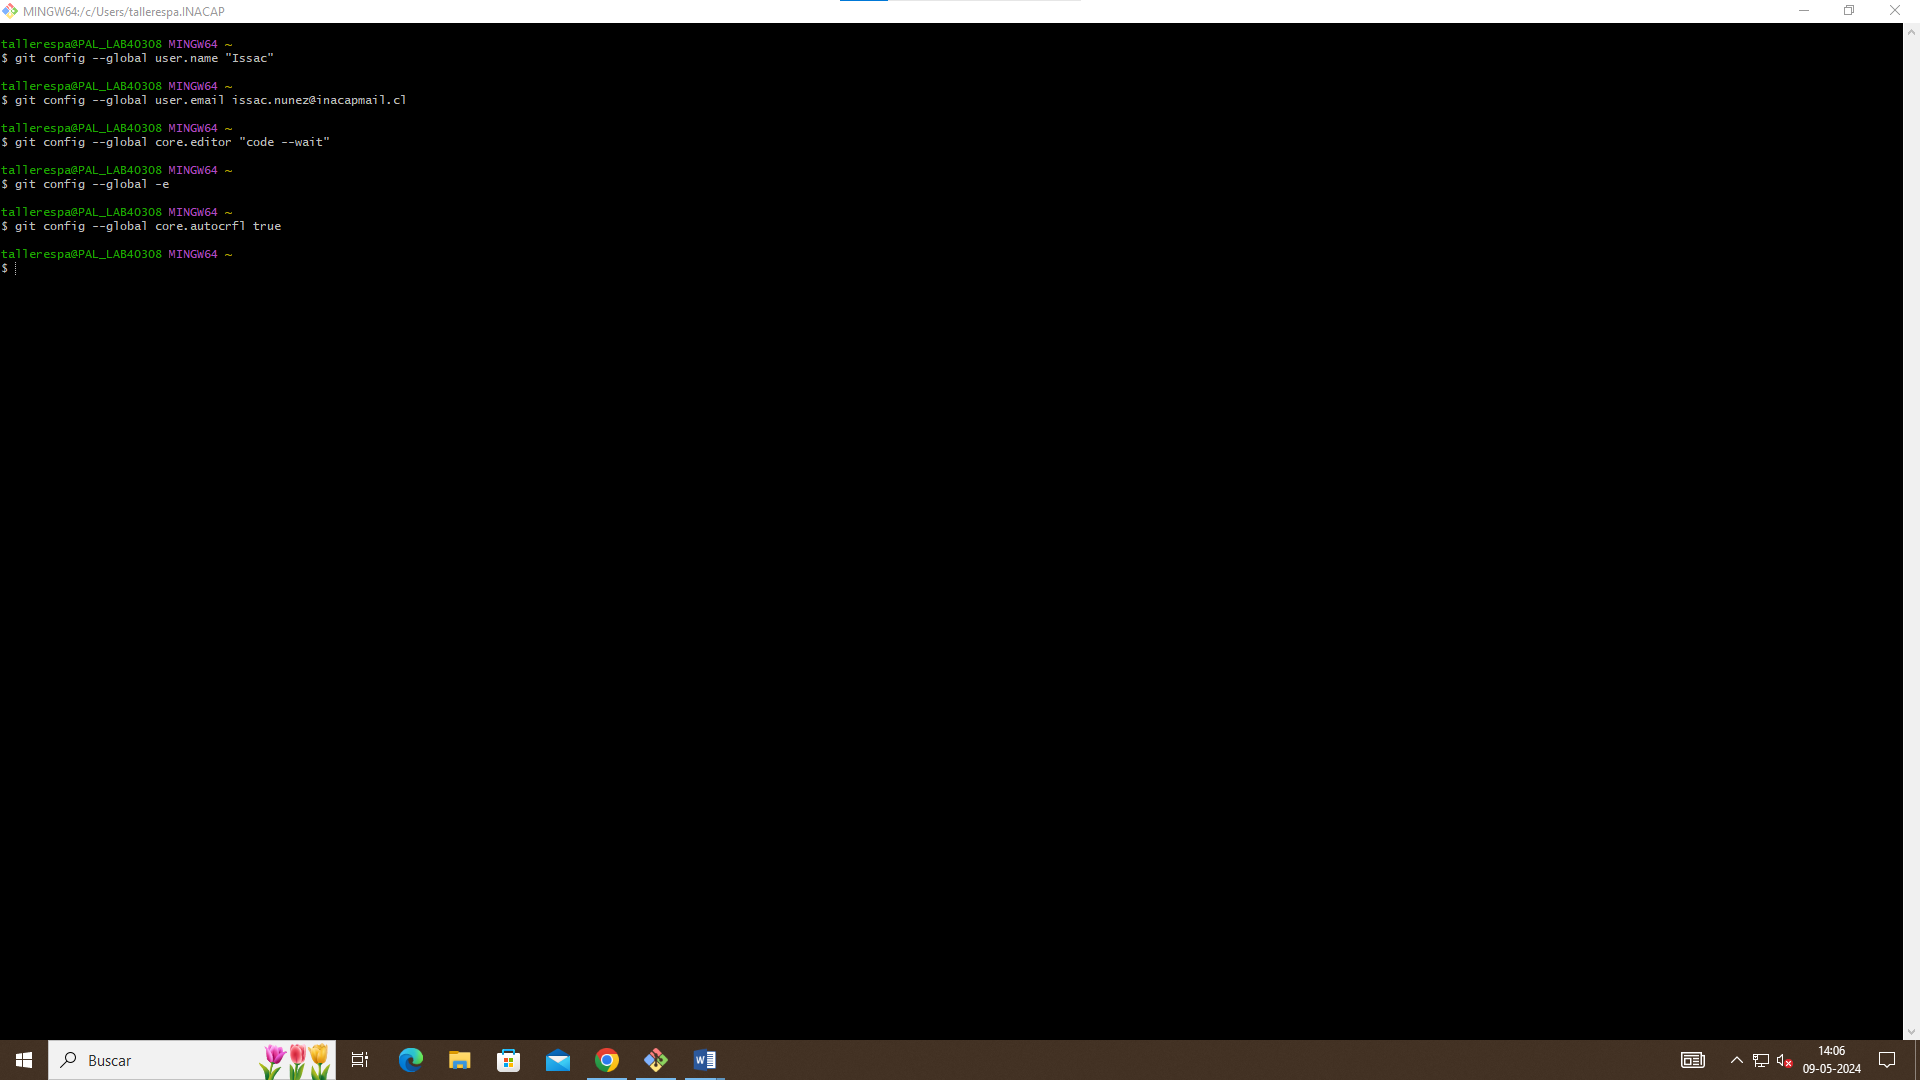 MINGW64:/c/Users/tallerespa.INACAP
tallerespa@PAL_LAB40308 MINGW64 ~
$ git config --global user.name "Issac"
tallerespa@PAL_LAB40308 MINGW64 ~
$ git config --global user.email issac.nunez@inacapmail.cl
tallerespa@PAL_LAB40308 MINGW64 ~
$ git config --global core.editor "code --wait"
tallerespa@PAL_LAB40308 MINGW64 ~
$ git config --global -e
tallerespa@PAL_LAB40308 MINGW64 ~
$ git config --global core.autocrfl true
tallerespa@PAL_LAB40308 MINGW64 ~
$
Buscar
14:06
09-05-2024